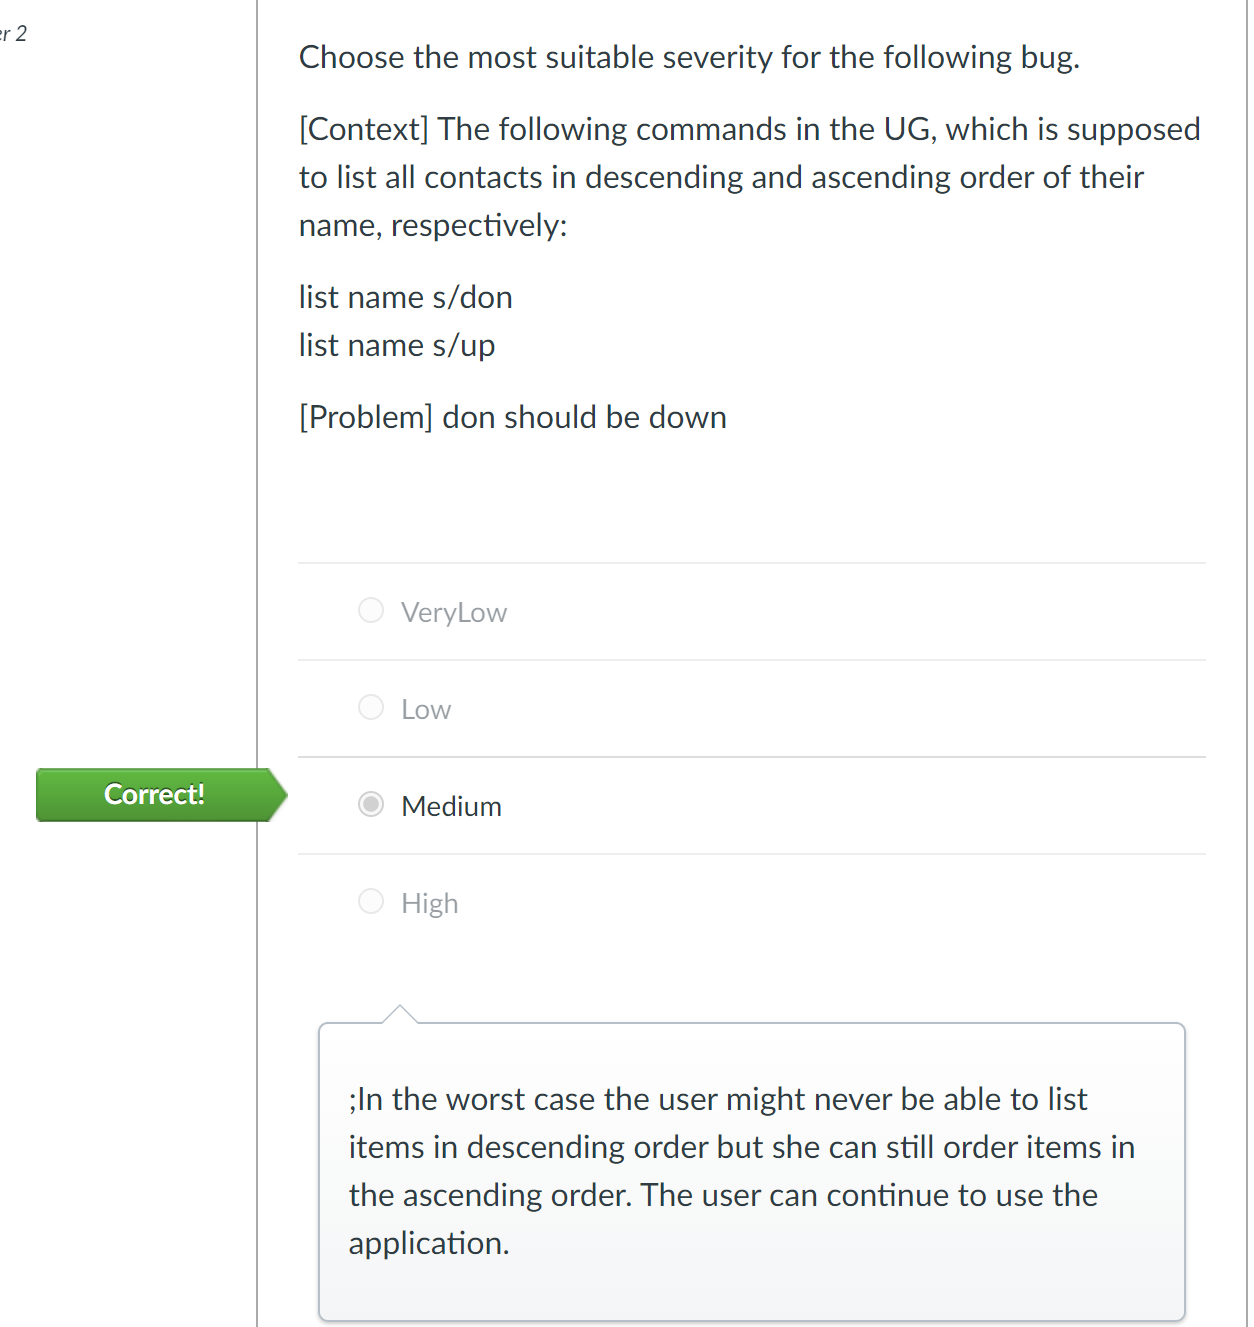 er 2
Choose the most suitable severity for the following bug.
[Context] The following commands in the UG, which is supposed
to list all contacts in descending and ascending order of their
name, respectively:
list name s/don
list name s/up
[Problem] don should be down
VeryLow
Low
Correct!
Medium
High
;In the worst case the user might never be able to list
items in descending order but she can still order items in
the ascending order. The user can continue to use the
application.